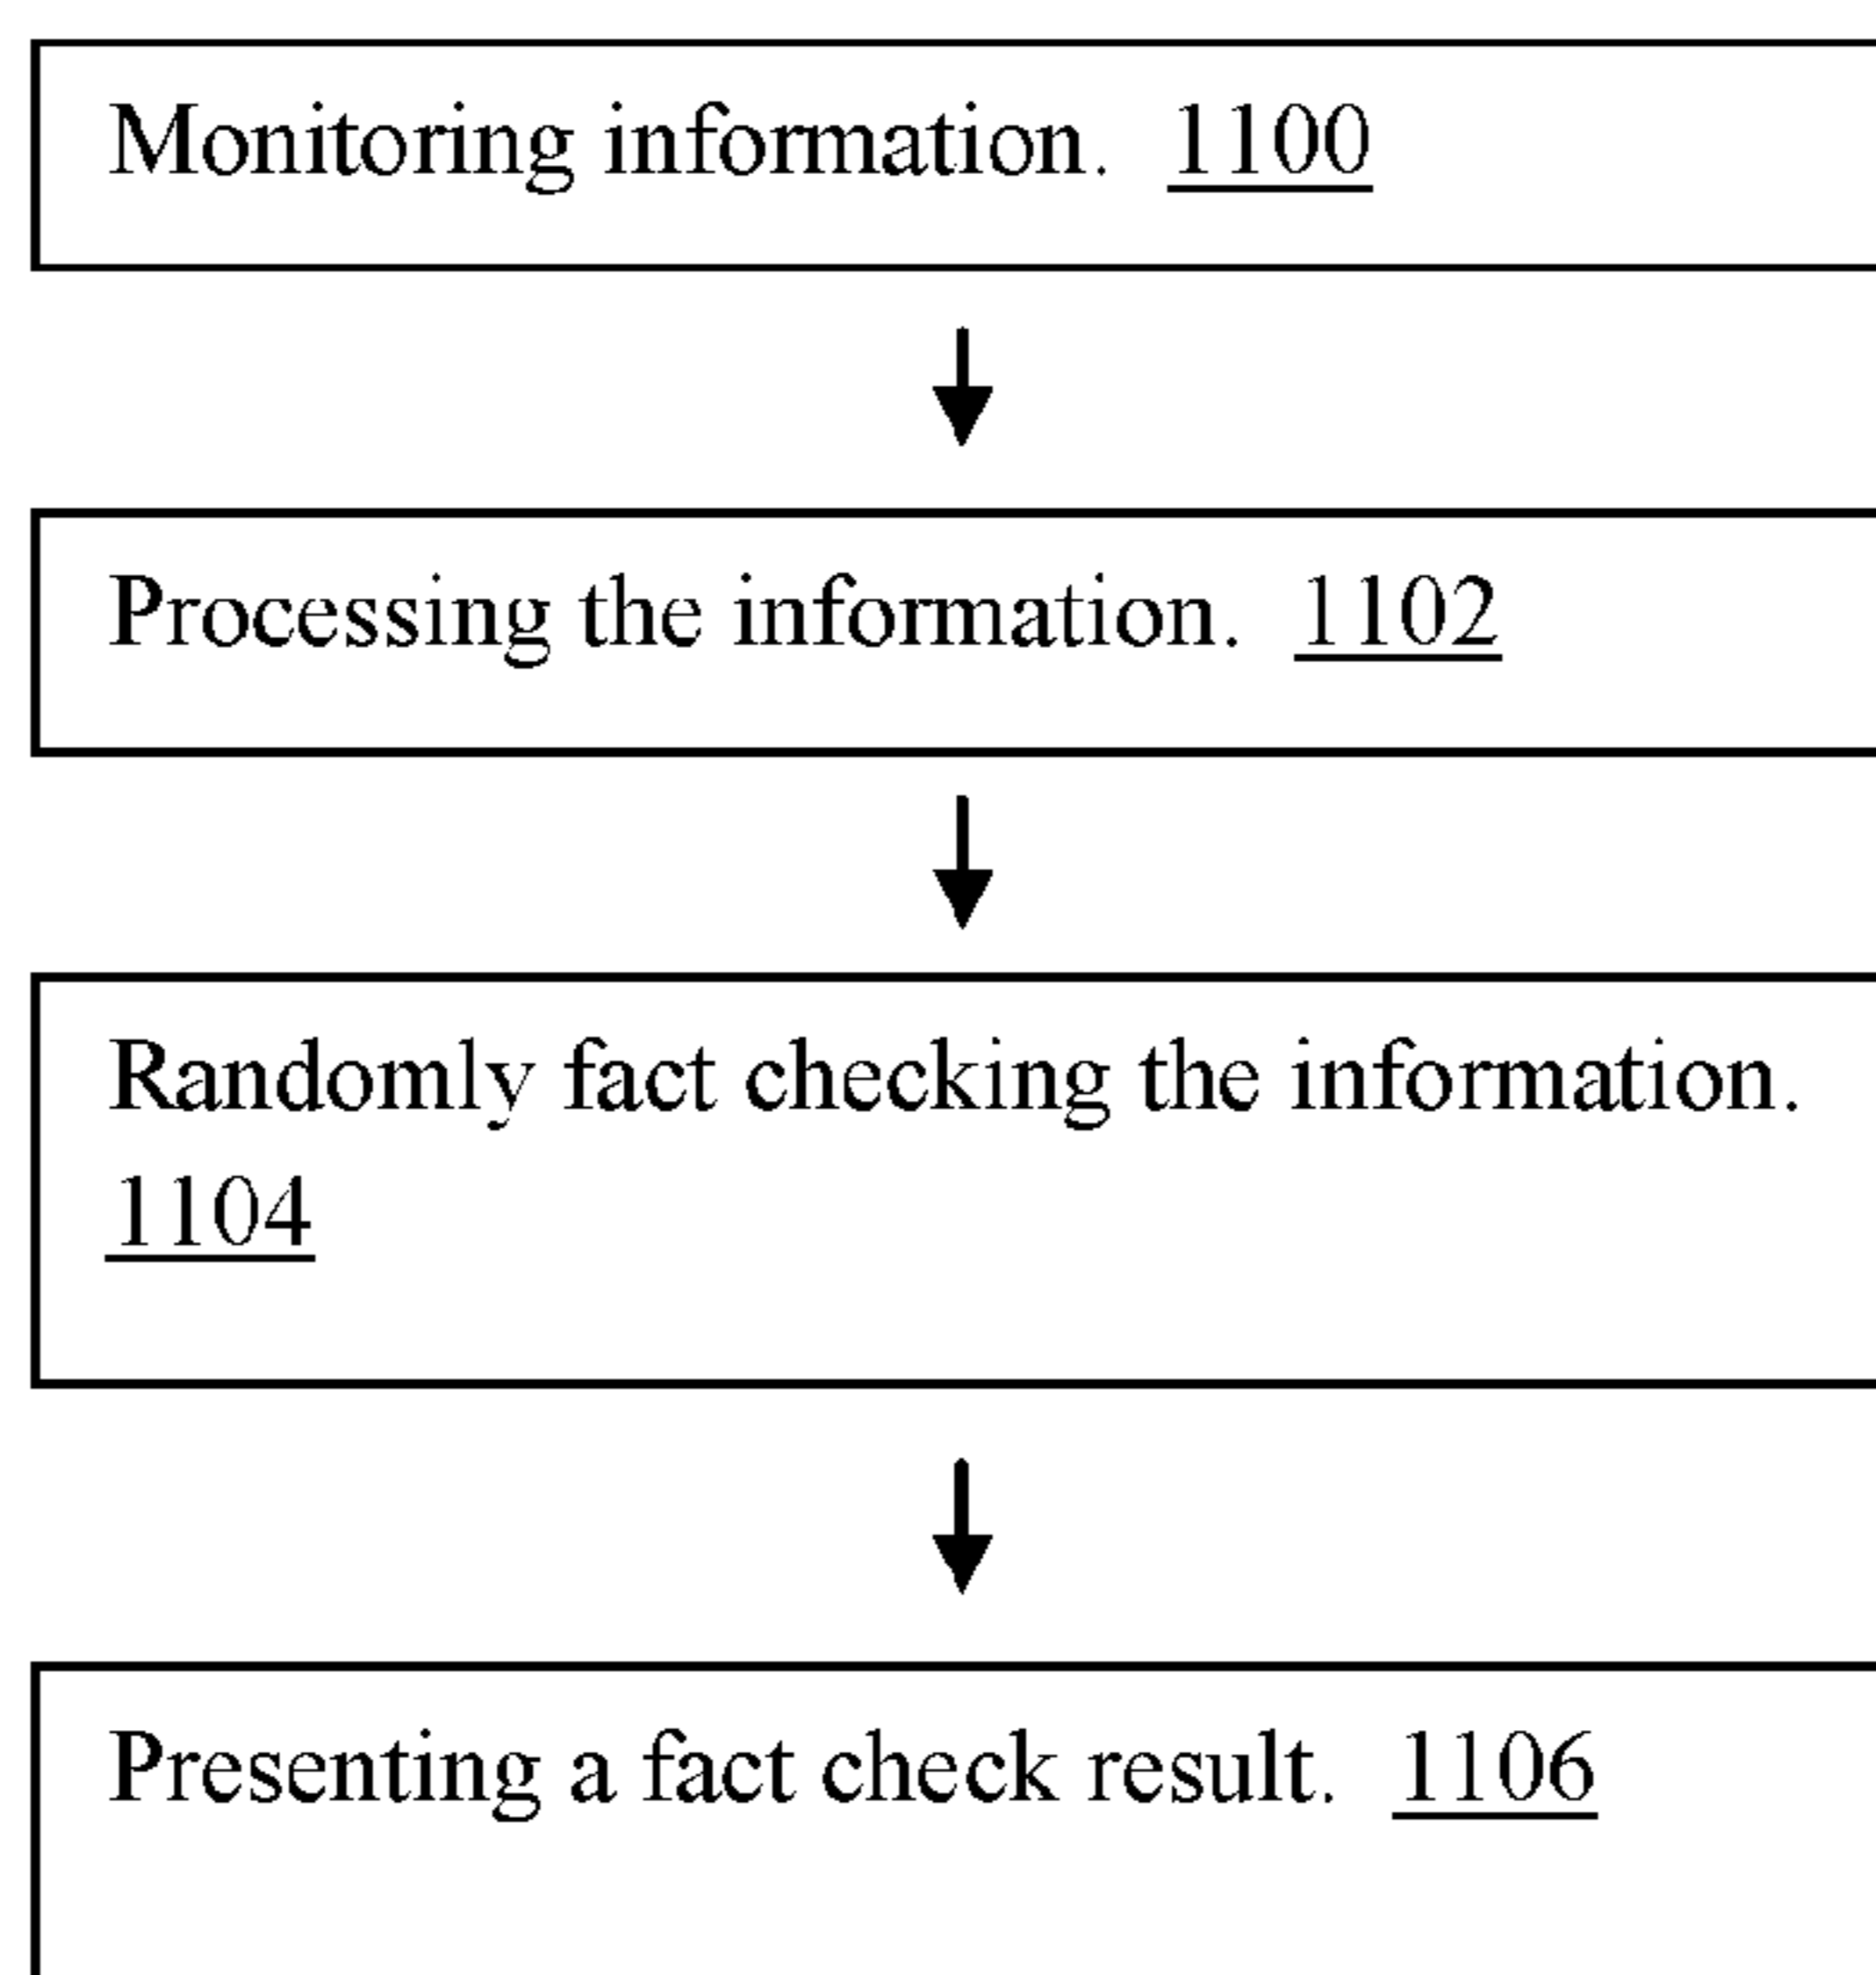 Monitoring information. 1100
Processing the information. 1102
Randomly fact checking the information.
1104
Presenting a fact check result. 1106